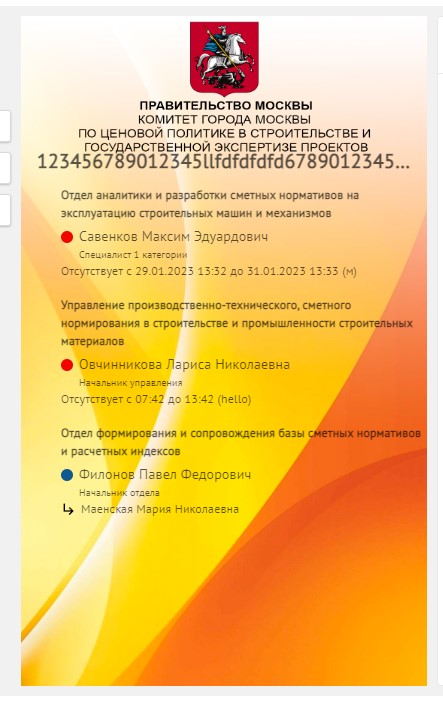 ПРАВИТЕЛЬСТВО МОСКВЫ
КОМИТЕТ ГОРОДА МОСКВЫ
ПО ЦЕНОВОЙ ПОЛИТИКЕ В СТРОИТЕЛЬСТВЕ И
ГОСУДАРСТВЕННОЙ ЭКСПЕРТИЗЕ ПРОЕКТОВ
123456789012345llfdfdfdfd6789012345...
Отдел аналитики и разработки сметных нормативов на
эксплуатацию строительных машин и механизмов
Савенков Максим Эдуардович
Специалист 1 категории
Отсутствует с 29.01.2023 13:32 до 31.01.2023 13:33 (м)
Управление производственно-технического, сметного
нормирования в строительстве и промышленности строительных
материалов
Овчинникова Лариса Николаевна
Начальник управления
Отсутствует с 07:42 до 13:42 (hello)
Отдел формирования и сопровождения базы сметных нормативов
и расчетных индексов
Филонов Павел Федорович
Начальник отдела
Маенская Мария Николаевна